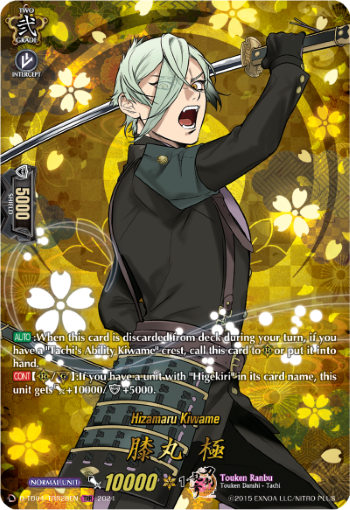 TWO
弐
GRADE
INTERCEPT
5000
SHIELD
AUTO:When this card is discarded from deck during your turn, if you
have a "Tachi's Ability Kiwame" crest, call this card to R or put it into
hand.
CONT【R/G】:If you have a unit with "Higekiri" in its card name, this
unit gets +10000/+5000.
Hizamaru Kiwame
膝丸 極
NORMAL UNIT
10000
1
Touken Ranbu
Touken Danshi - Tachi
2024
©2015 EXNOA LLC/NITRO PLUS